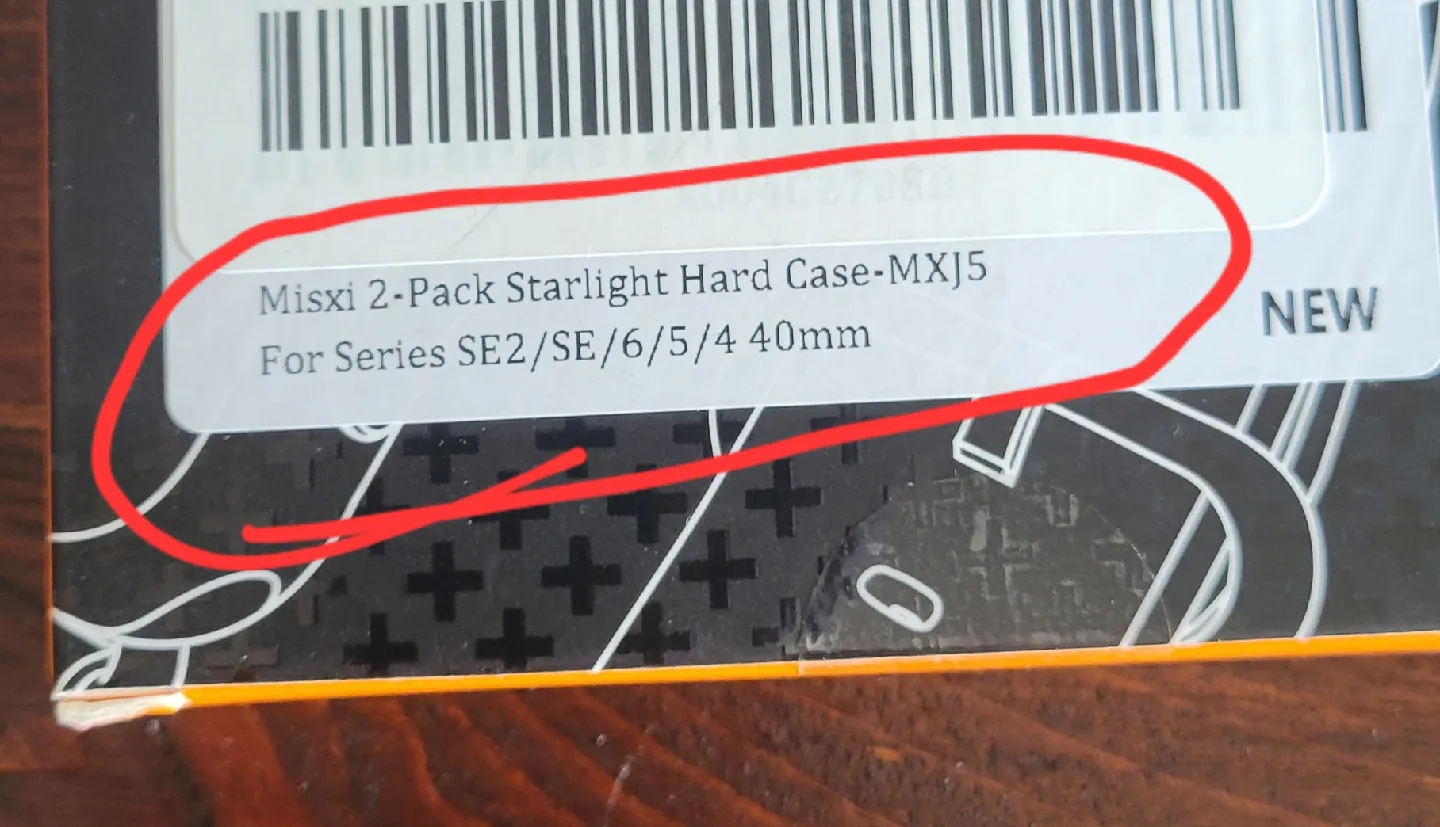 Misxi 2-Pack Starlight Hard Case-MXJ5
For Series SE2/SE/6/5/4 40mm
NEW